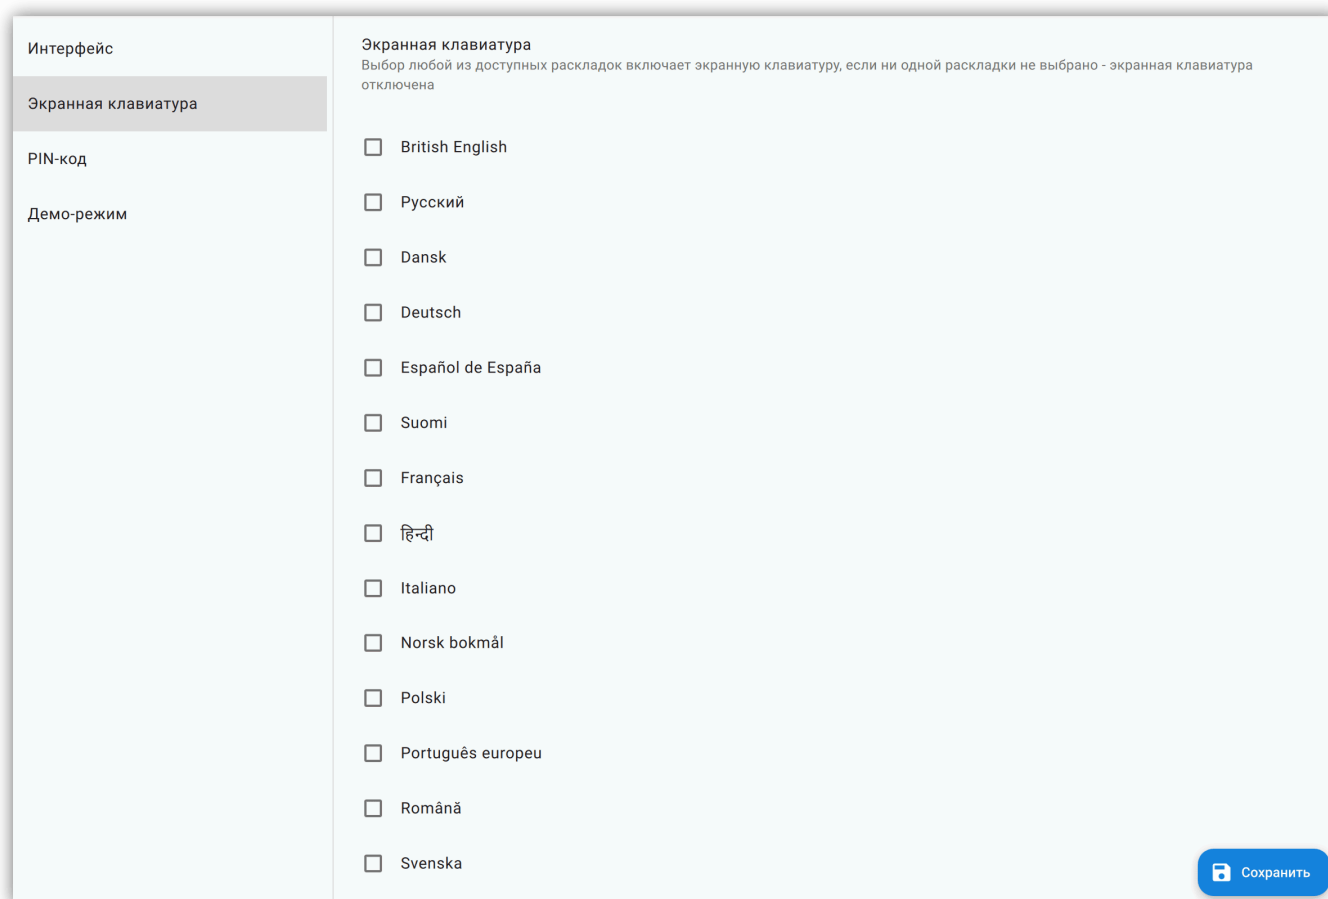 Интерфейс
Экранная клавиатура
PIN-код
Демо-режим
Экранная клавиатура
Выбор любой из доступных раскладок включает экранную клавиатуру, если ни одной раскладки не выбрано - экранная клавиатура
отключена
British English
Русский
Dansk
Deutsch
Español de España
Suomi
Français
हिन्दी
Italiano
Norsk bokmål
Polski
Português europeu
Română
Svenska
Сохранить